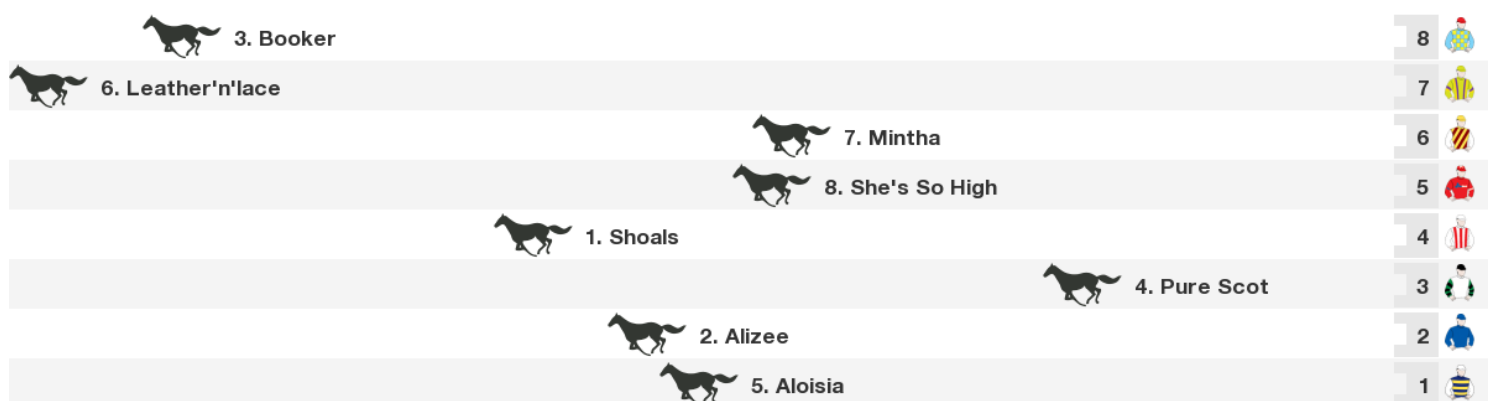 3. Booker 8
6. Leather'n'lace 7
7. Mintha 6
8. She's So High 5
1. Shoals 4
4. Pure Scot 3
2. Alizee 2
5. Aloisia 1